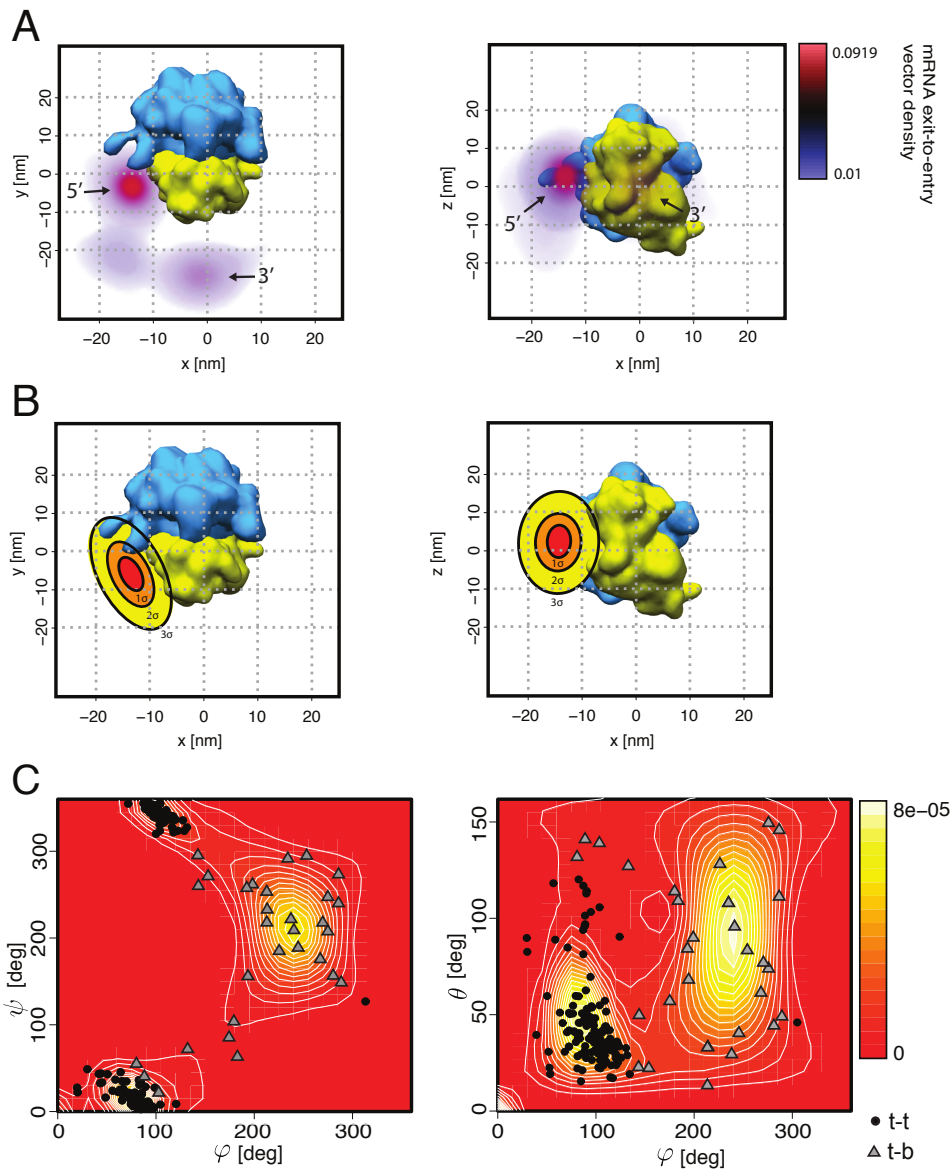 A
20
10
0
−10
−20
y [nm]
5′
3′
−20 −10 0 10 20
x [nm]
20
10
0
−10
−20
z [nm]
5′
3′
−20 −10 0 10 20
x [nm]
0.0919
0.01
mRNA exit-to-entry
vector density
B
20
10
0
−10
−20
y [nm]
1σ
2σ
3σ
−20 −10 0 10 20
x [nm]
20
10
0
−10
−20
z [nm]
1σ
2σ
3σ
−20 −10 0 10 20
x [nm]
C
300
200
100
0
ψ [deg]
0 100 200 300
φ [deg]
150
100
50
0
θ [deg]
0 100 200 300
φ [deg]
8e−05
0
t-t
t-b